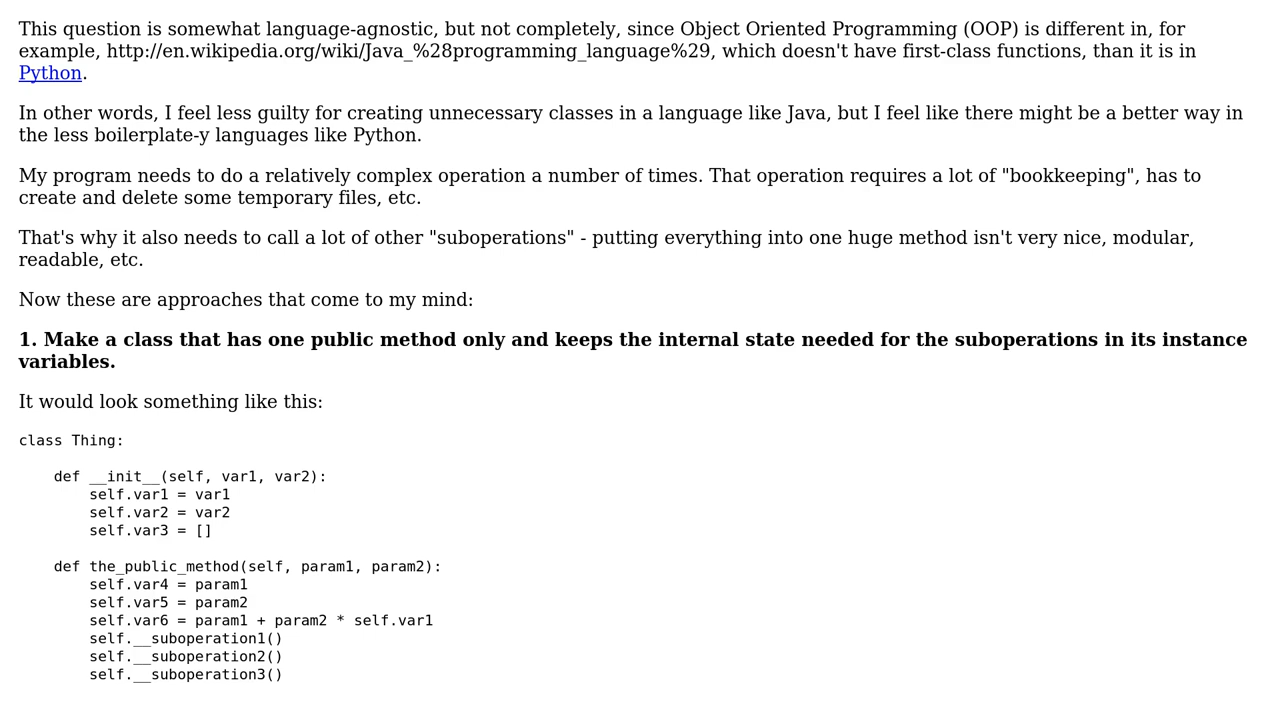 This question is somewhat language-agnostic, but not completely, since Object Oriented Programming (OOP) is different in, for
example, http://en.wikipedia.org/wiki/Java_%28programming_language%29, which doesn't have first-class functions, than it is in
Python.
In other words, I feel less guilty for creating unnecessary classes in a language like Java, but I feel like there might be a better way in
the less boilerplate-y languages like Python.
My program needs to do a relatively complex operation a number of times. That operation requires a lot of "bookkeeping", has to
create and delete some temporary files, etc.
That's why it also needs to call a lot of other "suboperations" - putting everything into one huge method isn't very nice, modular,
readable, etc.
Now these are approaches that come to my mind:
1. Make a class that has one public method only and keeps the internal state needed for the suboperations in its instance
variables.
It would look something like this:
class Thing:
    def __init__(self, var1, var2):
        self.var1 = var1
        self.var2 = var2
        self.var3 = []
    def the_public_method(self, param1, param2):
        self.var4 = param1
        self.var5 = param2
        self.var6 = param1 + param2 * self.var1
        self.__suboperation1()
        self.__suboperation2()
        self.__suboperation3()